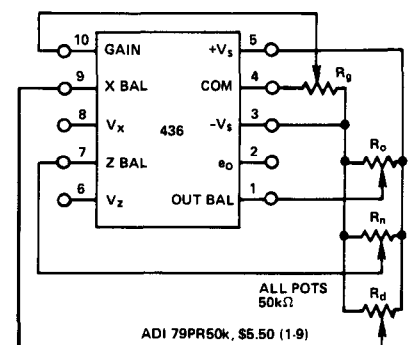 10 GAIN +Vs 5 Rg
9 X BAL COM 4
8 Vx 436 -Vs 3
7 Z BAL eo 2 Ro
6 Vz OUT BAL 1
Rn
ALL POTS
50kΩ
Rd
ADI 79PR50k, $5.50 (1-9)